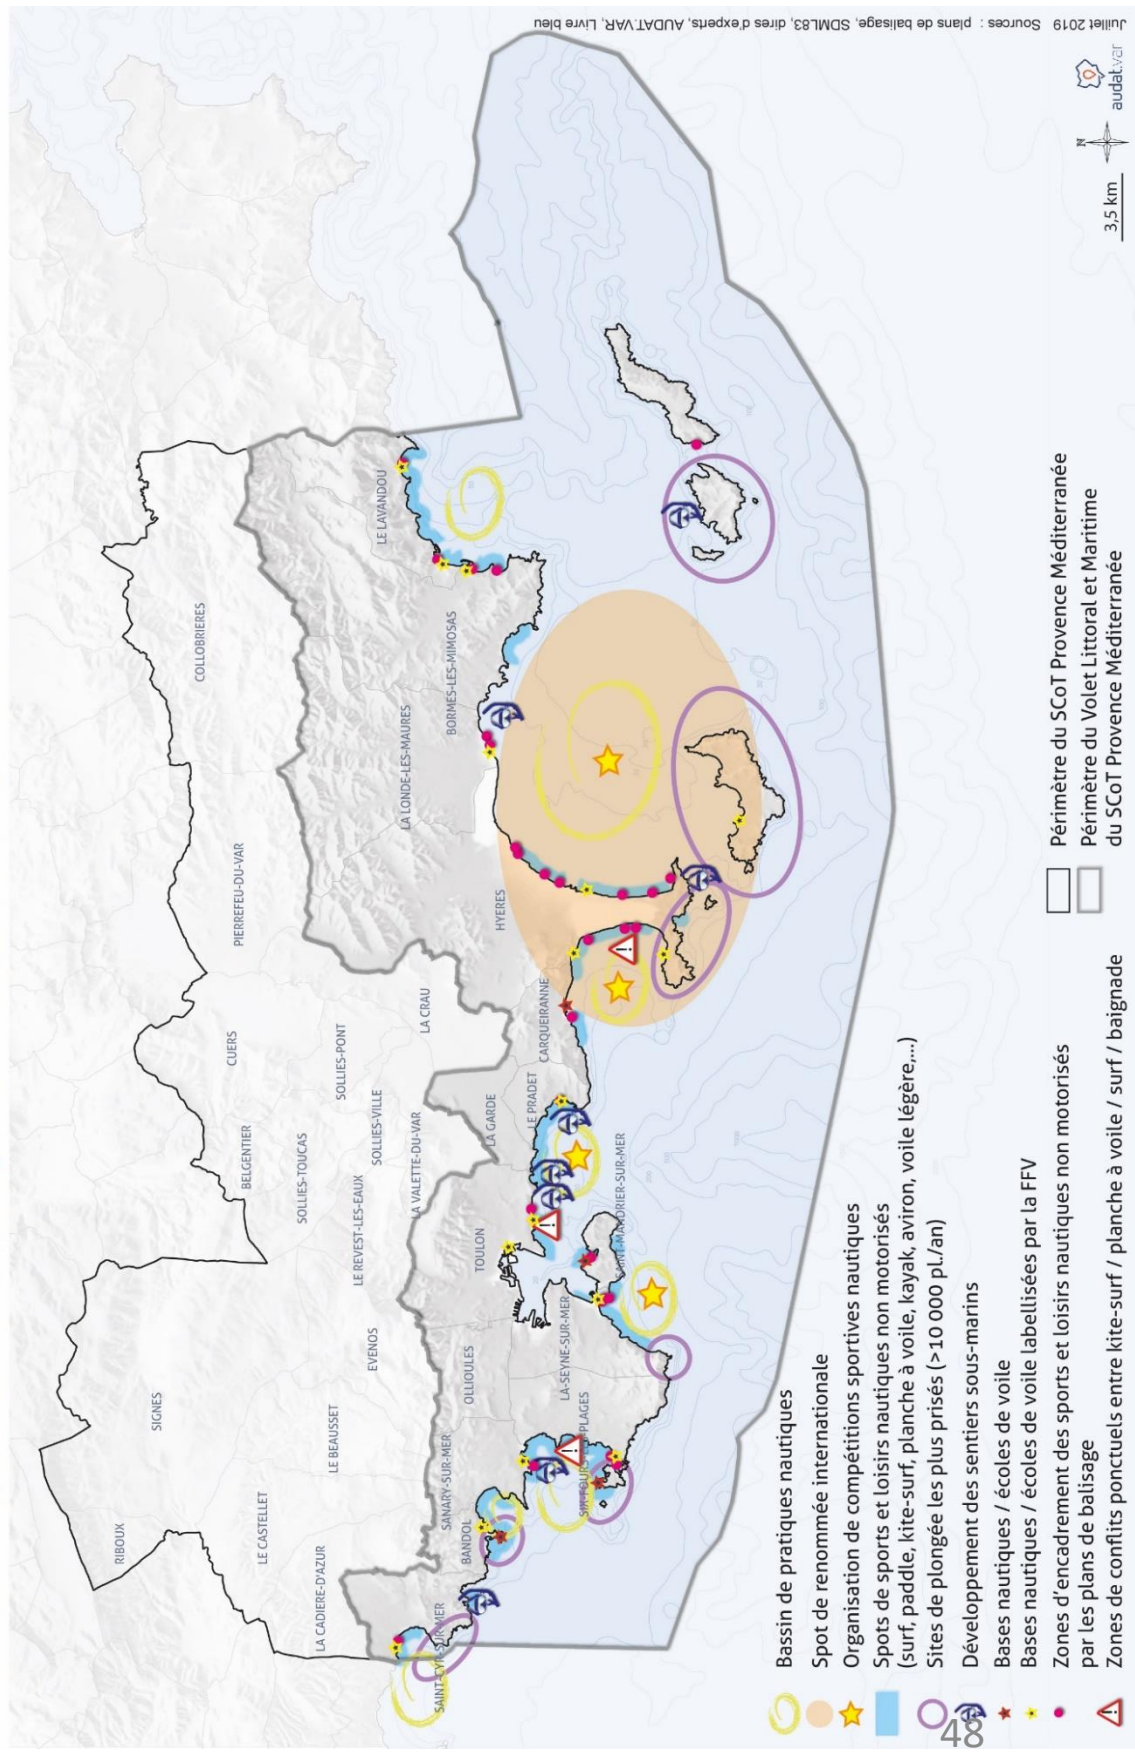 RIBOUX
SIGNES
LE CASTELLET
LA CADIERE-D'AZUR
LE BEAUSSET
EVENOS
SAINT-CYR-SUR-MER
BANDOL
SANARY-SUR-MER
OLLIOULES
SIX-FOURS-LES-PLAGES
LA-SEYNE-SUR-MER
SAINT-MANDRIER-SUR-MER
TOULON
LE REVEST-LES-EAUX
LA VALETTE-DU-VAR
BELGENTIER
SOLLIES-TOUCAS
SOLLIES-VILLE
SOLLIES-PONT
CUERS
LA GARDE
LE PRADET
LA CRAU
CARQUEIRANNE
HYERES
PIERREFEU-DU-VAR
COLLOBRIERES
LA LONDE-LES-MAURES
BORMES-LES-MIMOSAS
LE LAVANDOU
Bassin de pratiques nautiques
Spot de renommée internationale
Organisation de compétitions sportives nautiques
Spots de sports et loisirs nautiques non motorisés
(surf, paddle, kite-surf, planche à voile, kayak, aviron, voile légère,...)
Sites de plongée les plus prisés (>10 000 pl./an)
Développement des sentiers sous-marins
Bases nautiques / écoles de voile
Bases nautiques / écoles de voile labellisées par la FFV
Zones d'encadrement des sports et loisirs nautiques non motorisés
par les plans de balisage
Zones de conflits ponctuels entre kite-surf / planche à voile / surf / baignade
Périmètre du SCoT Provence Méditerranée
Périmètre du Volet Littoral et Maritime
du SCoT Provence Méditerranée
3,5 km
N
audat.var
Juillet 2019 Sources : plans de balisage, SDML83, dires d'experts, AUDAT.VAR, Livre bleu
48